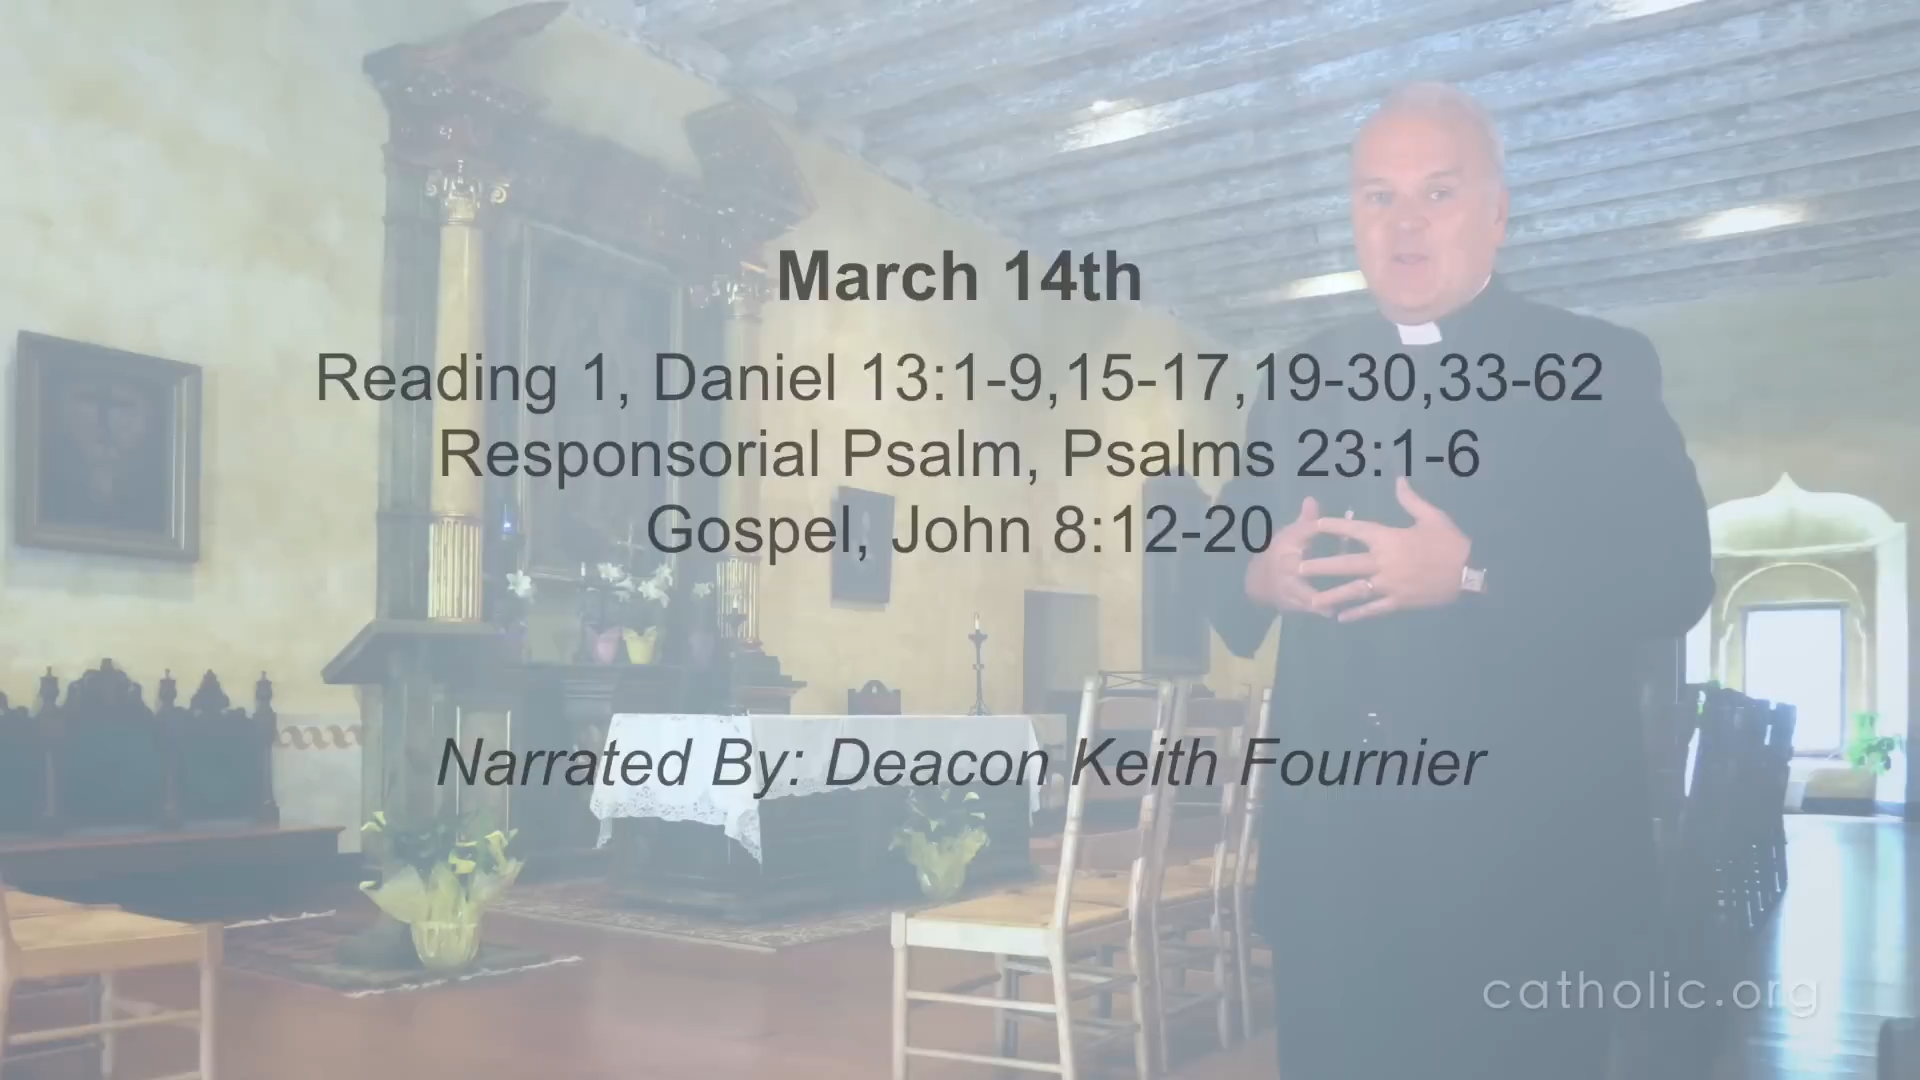 March 14th
Reading 1, Daniel 13:1-9,15-17,19-30,33-62
Responsorial Psalm, Psalms 23:1-6
Gospel, John 8:12-20
Narrated By: Deacon Keith Fournier
catholic.org